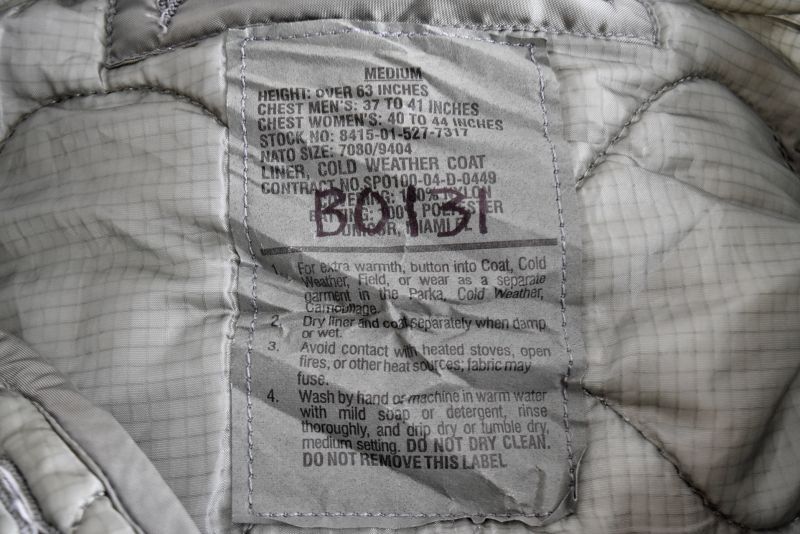 MEDIUM
HEIGHT: OVER 63 INCHES
CHEST MEN'S: 37 TO 41 INCHES
CHEST WOMEN'S: 40 TO 44 INCHES
STOCK NO: 8415-01-527-7317
NATO SIZE: 7080/9404
LINER, COLD WEATHER COAT
CONTRACT NO.SPO100-04-D-0449
100%
POLYESTER
B0131
1. For extra warmth, button into Coat, Cold
Weather, Field, or wear as a separate
garment in the Parka, Cold Weather,
Camouflage.
2. Dry liner and coat separately when damp
or wet.
3. Avoid contact with heated stoves, open
fires, or other heat sources; fabric may
fuse.
4. Wash by hand or machine in warm water
with mild soap or detergent, rinse
thoroughly, and drip dry or tumble dry,
medium setting. DO NOT DRY CLEAN.
DO NOT REMOVE THIS LABEL